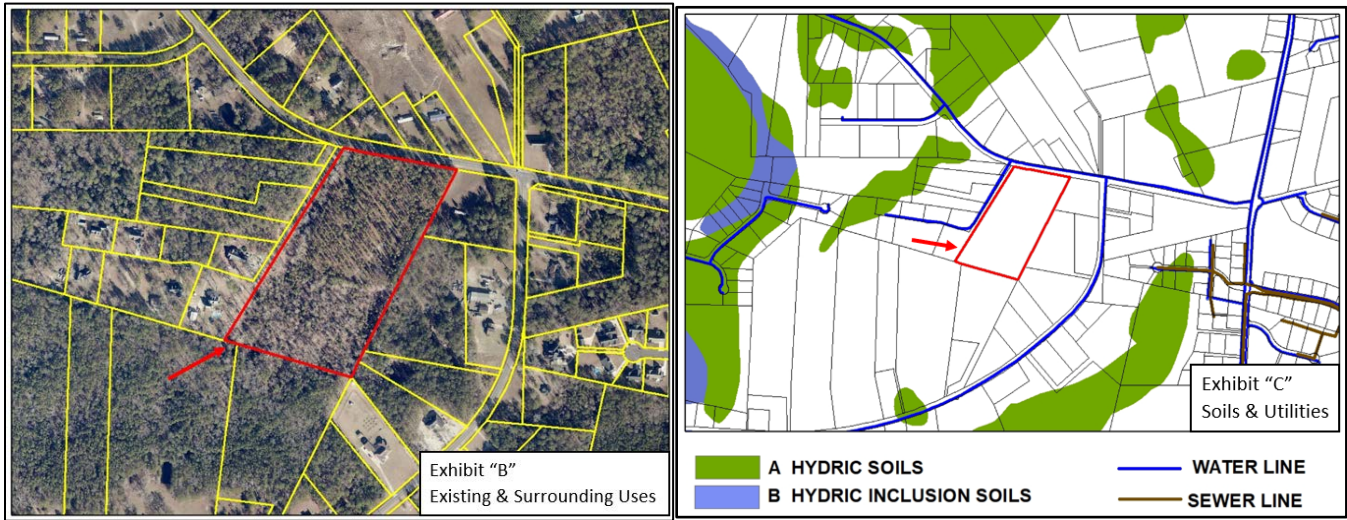 Exhibit “B”
Existing & Surrounding Uses
Exhibit “C”
Soils & Utilities
A HYDRIC SOILS
B HYDRIC INCLUSION SOILS
WATER LINE
SEWER LINE